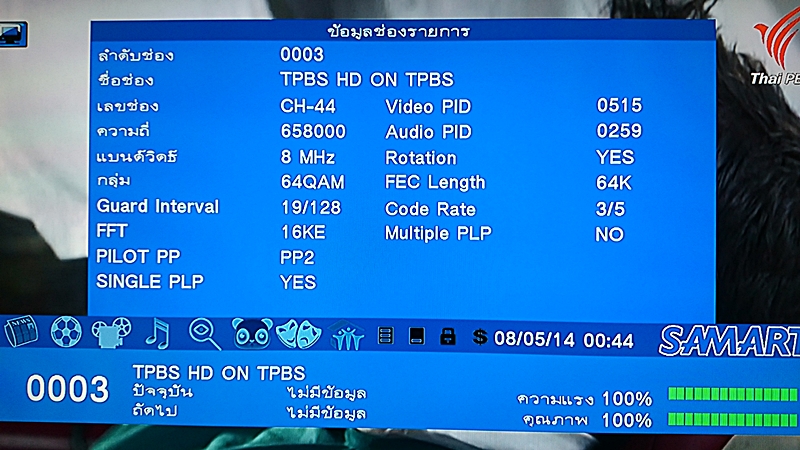 ข้อมูลช่องรายการ
ลำดับช่อง 0003
ชื่อช่อง TPBS HD ON TPBS
เลขช่อง CH-44 Video PID 0515
ความถี่ 658000 Audio PID 0259
แบนด์วิดธ์ 8 MHz Rotation YES
กลุ่ม 64QAM FEC Length 64K
Guard Interval 19/128 Code Rate 3/5
FFT 16KE Multiple PLP NO
PILOT PP PP2
SINGLE PLP YES
Thai PB
NEWS
$ 08/05/14 00:44 SAMART
0003 TPBS HD ON TPBS
ปัจจุบัน ไม่มีข้อมูล ความแรง 100%
ถัดไป ไม่มีข้อมูล คุณภาพ 100%